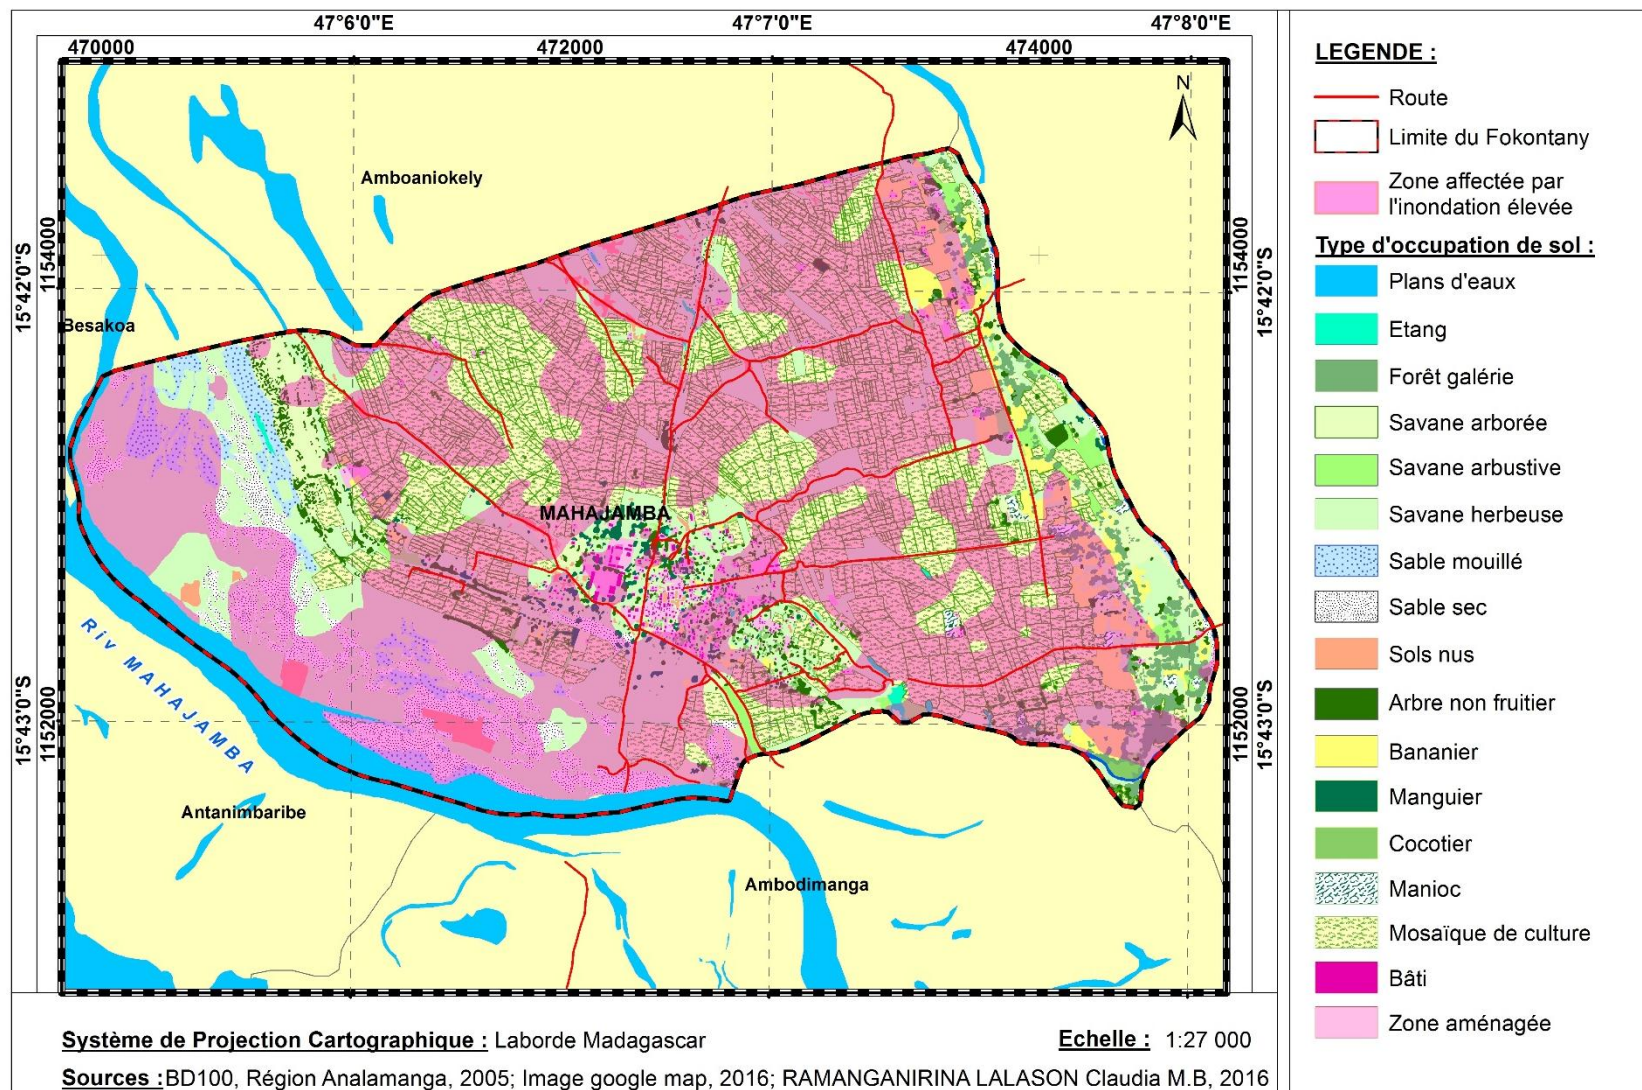 47°6'0"E 47°7'0"E 47°8'0"E
470000 472000 474000
N
Amboaniokely
15°42'0"S
1154000
1154000
15°42'0"S
Besakoa
MAHAJAMBA
Riv MAHAJAMBA
15°43'0"S
1152000
1152000
15°43'0"S
Antanimbaribe
Ambodimanga
LEGENDE :
Route
Limite du Fokontany
Zone affectée par
l'inondation élevée
Type d'occupation de sol :
Plans d'eaux
Etang
Forêt galérie
Savane arborée
Savane arbustive
Savane herbeuse
Sable mouillé
Sable sec
Sols nus
Arbre non fruitier
Bananier
Manguier
Cocotier
Manioc
Mosaïque de culture
Bâti
Zone aménagée
Système de Projection Cartographique : Laborde Madagascar Echelle : 1:27 000
Sources :BD100, Région Analamanga, 2005; Image google map, 2016; RAMANGANIRINA LALASON Claudia M.B, 2016